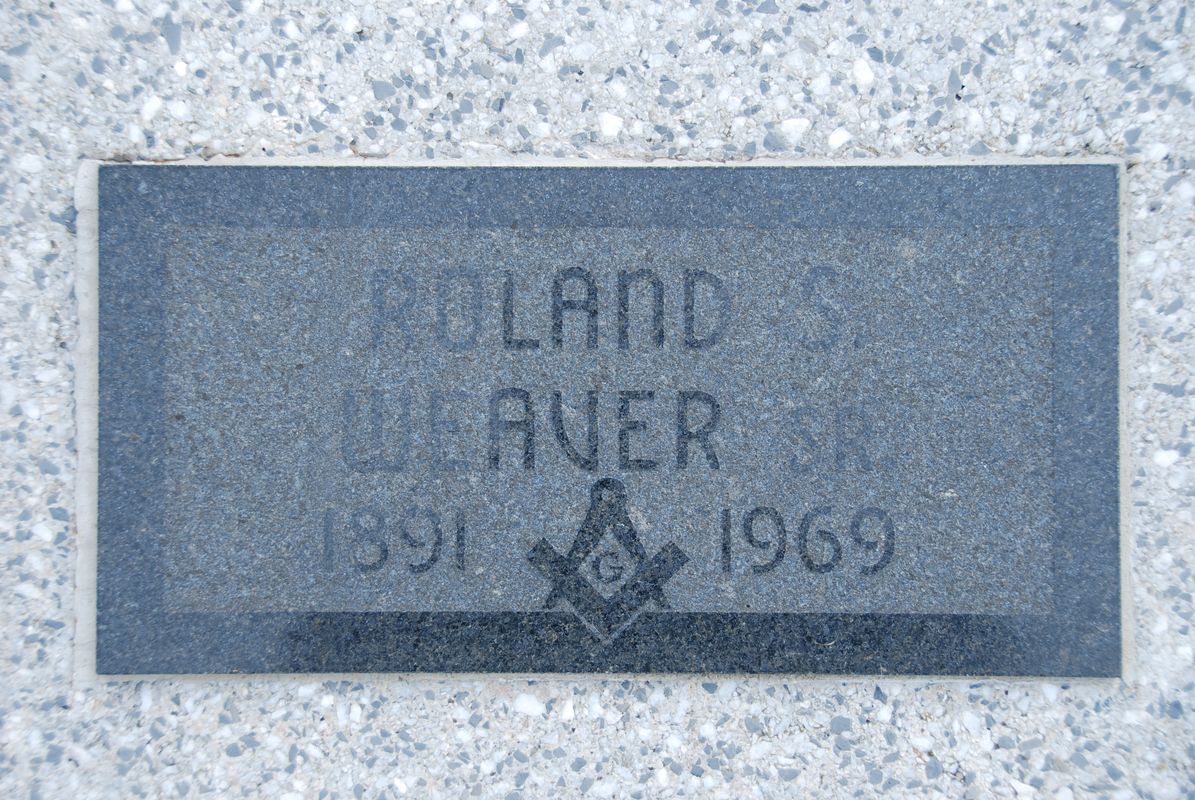 ROLAND S.
WEAVER SR.
1891 G 1969